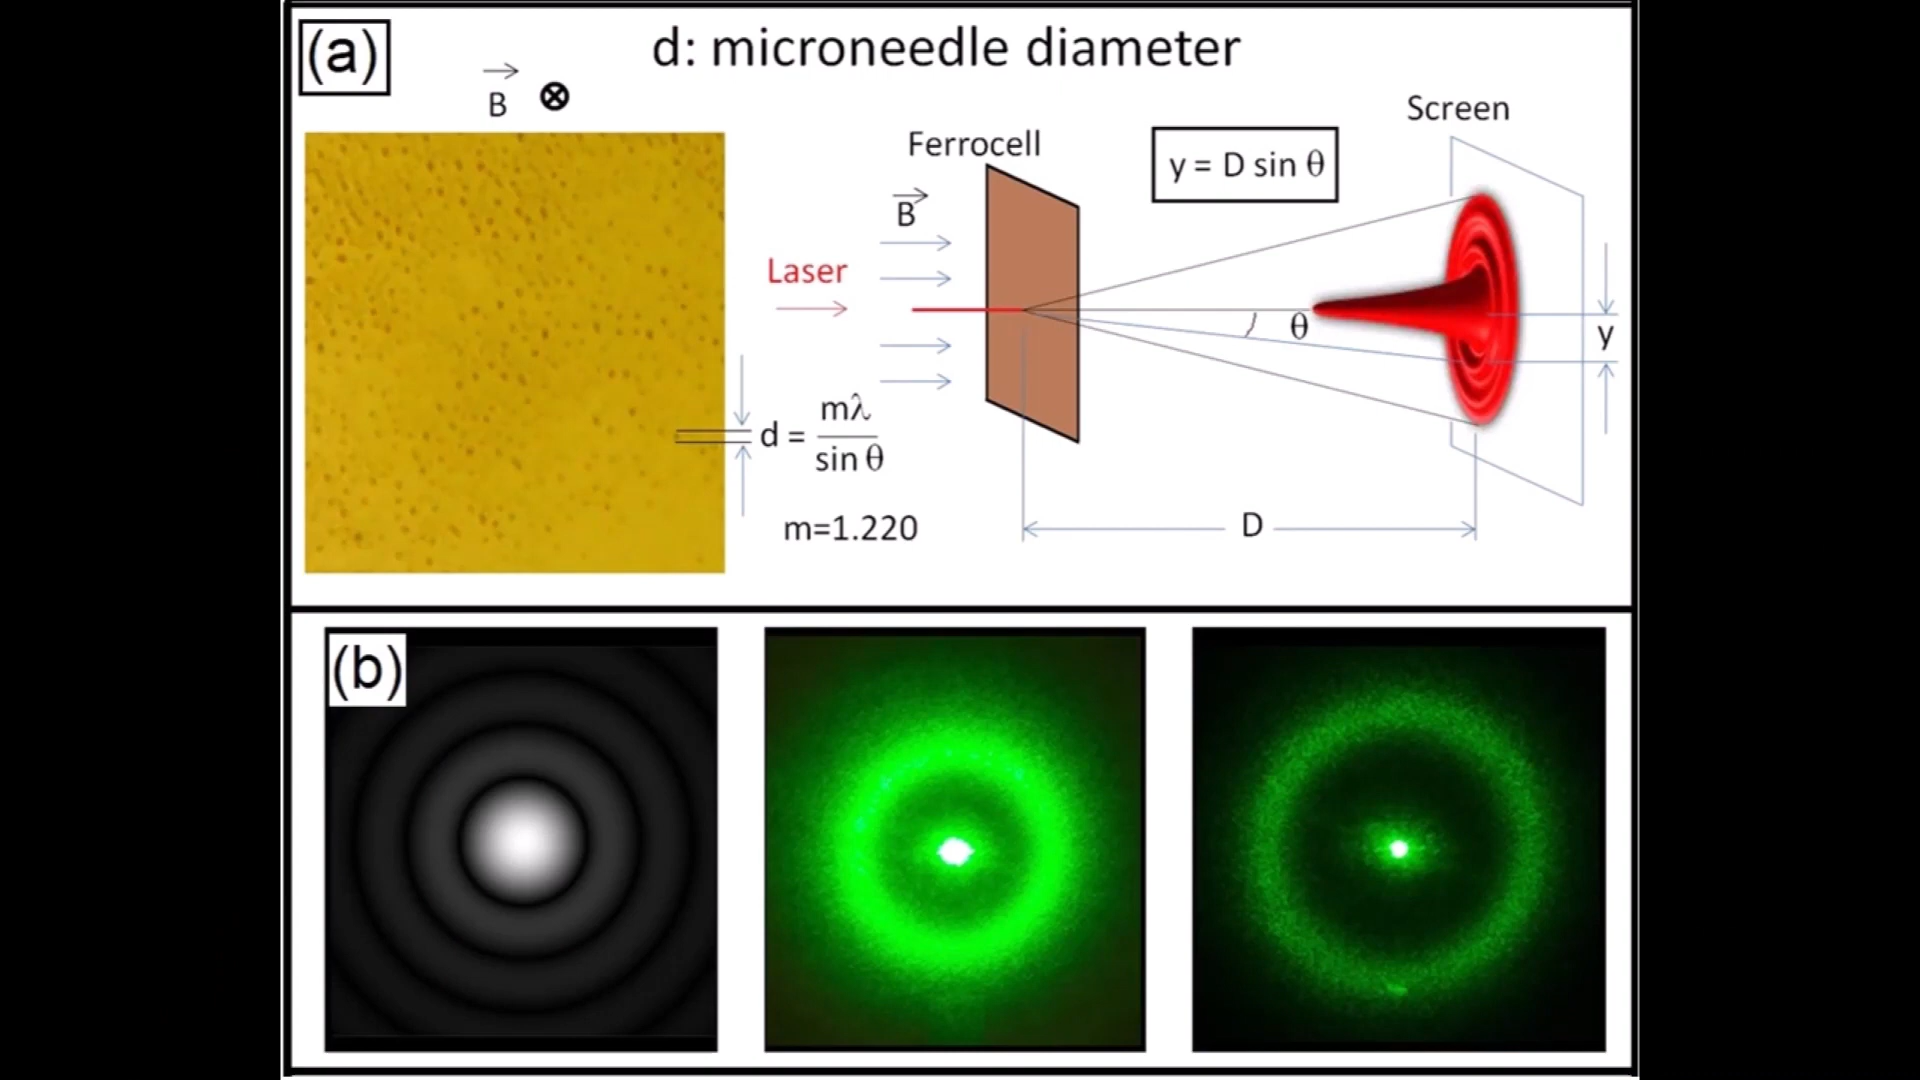 (a)
d: microneedle diameter
B ⊗
Screen
Ferrocell
y = D sin θ
B
Laser
θ
y
d = mλ
sin θ
m=1.220
D
(b)